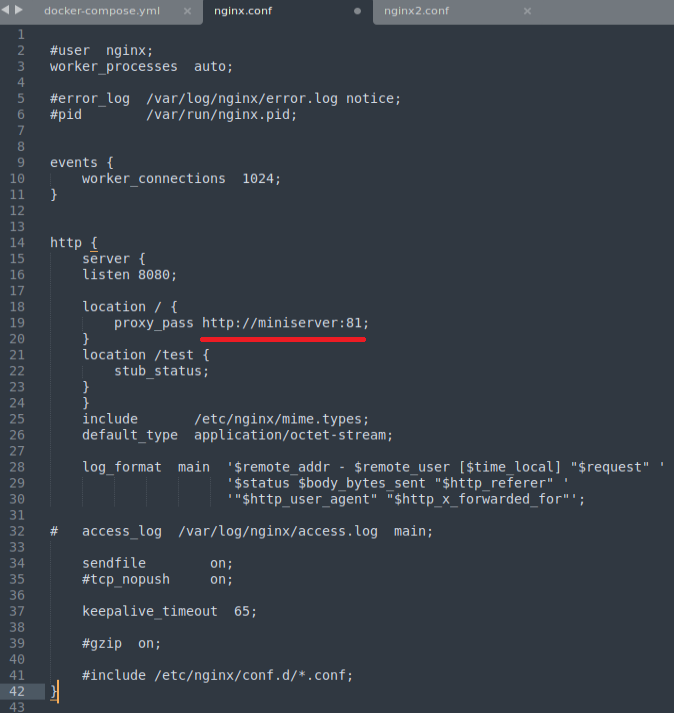 docker-compose.yml × nginx.conf nginx2.conf ×
1
2 #user  nginx;
3 worker_processes  auto;
4
5 #error_log  /var/log/nginx/error.log notice;
6 #pid        /var/run/nginx.pid;
7
8
9 events {
10     worker_connections  1024;
11 }
12
13
14 http {
15     server {
16     listen 8080;
17
18     location / {
19         proxy_pass http://miniserver:81;
20     }
21     location /test {
22         stub_status;
23     }
24     }
25     include       /etc/nginx/mime.types;
26     default_type  application/octet-stream;
27
28     log_format  main  '$remote_addr - $remote_user [$time_local] "$request" '
29                       '$status $body_bytes_sent "$http_referer" '
30                       '"$http_user_agent" "$http_x_forwarded_for"';
31
32 #   access_log  /var/log/nginx/access.log  main;
33
34     sendfile        on;
35     #tcp_nopush     on;
36
37     keepalive_timeout  65;
38
39     #gzip  on;
40
41     #include /etc/nginx/conf.d/*.conf;
42 }
43